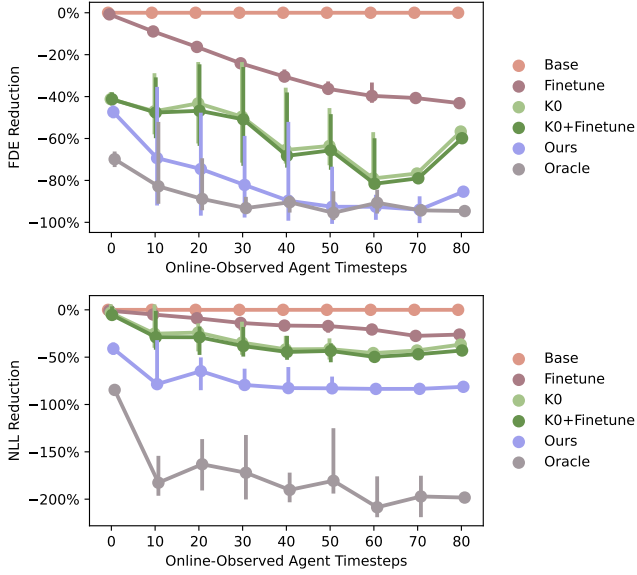 0%
−20%
−40%
−60%
−80%
−100%
FDE Reduction
0 10 20 30 40 50 60 70 80
Online-Observed Agent Timesteps
Base
Finetune
K0
K0+Finetune
Ours
Oracle
0%
−50%
−100%
−150%
−200%
NLL Reduction
0 10 20 30 40 50 60 70 80
Online-Observed Agent Timesteps
Base
Finetune
K0
K0+Finetune
Ours
Oracle